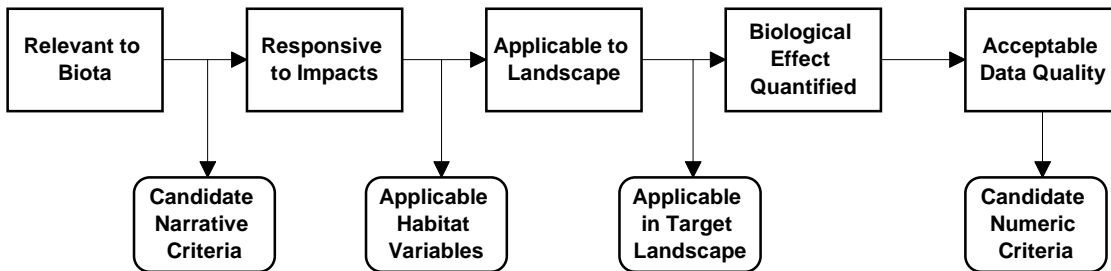 Relevant to
Biota
Responsive
to Impacts
Applicable to
Landscape
Biological
Effect
Quantified
Acceptable
Data Quality
Candidate
Narrative
Criteria
Applicable
Habitat
Variables
Applicable
in Target
Landscape
Candidate
Numeric
Criteria